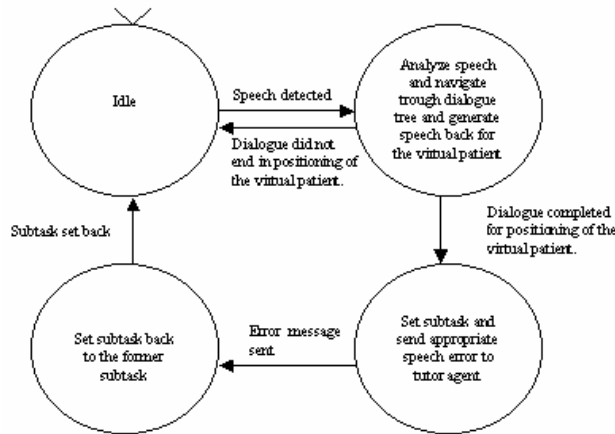 Idle
Speech detected
Analyze speech
and navigate
trough dialogue
tree and generate
speech back for
the virtual patient.
Dialogue did not
end in positioning of
the virtual patient.
Subtask set back
Dialogue completed
for positioning of the
virtual patient.
Set subtask back
to the former
subtask
Error message
sent
Set subtask and
send appropriate
speech error to
tutor agent.